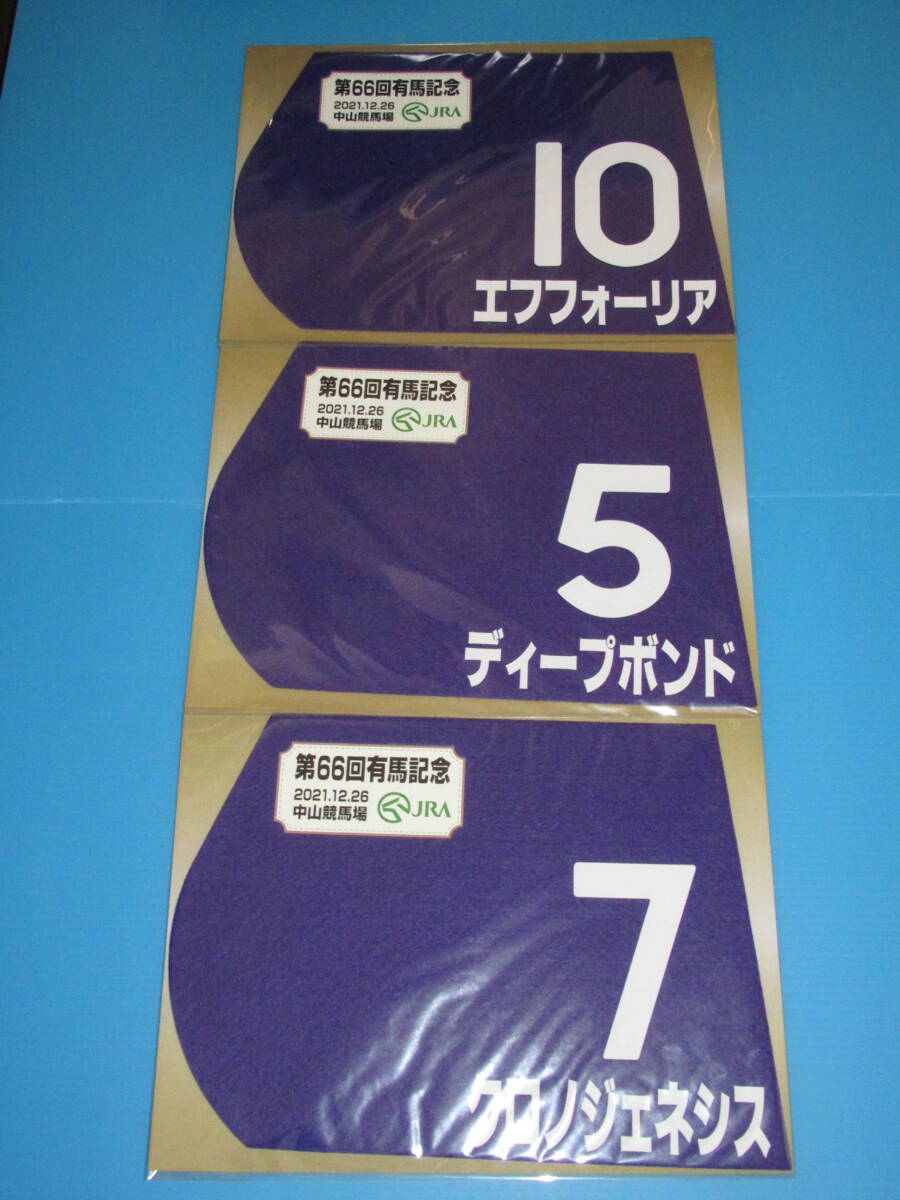 第66回有馬記念
2021.12.26
中山競馬場
JRA
10
エフフォーリア
第66回有馬記念
2021.12.26
中山競馬場
JRA
5
ディープボンド
第66回有馬記念
2021.12.26
中山競馬場
JRA
7
クロノジェネシス